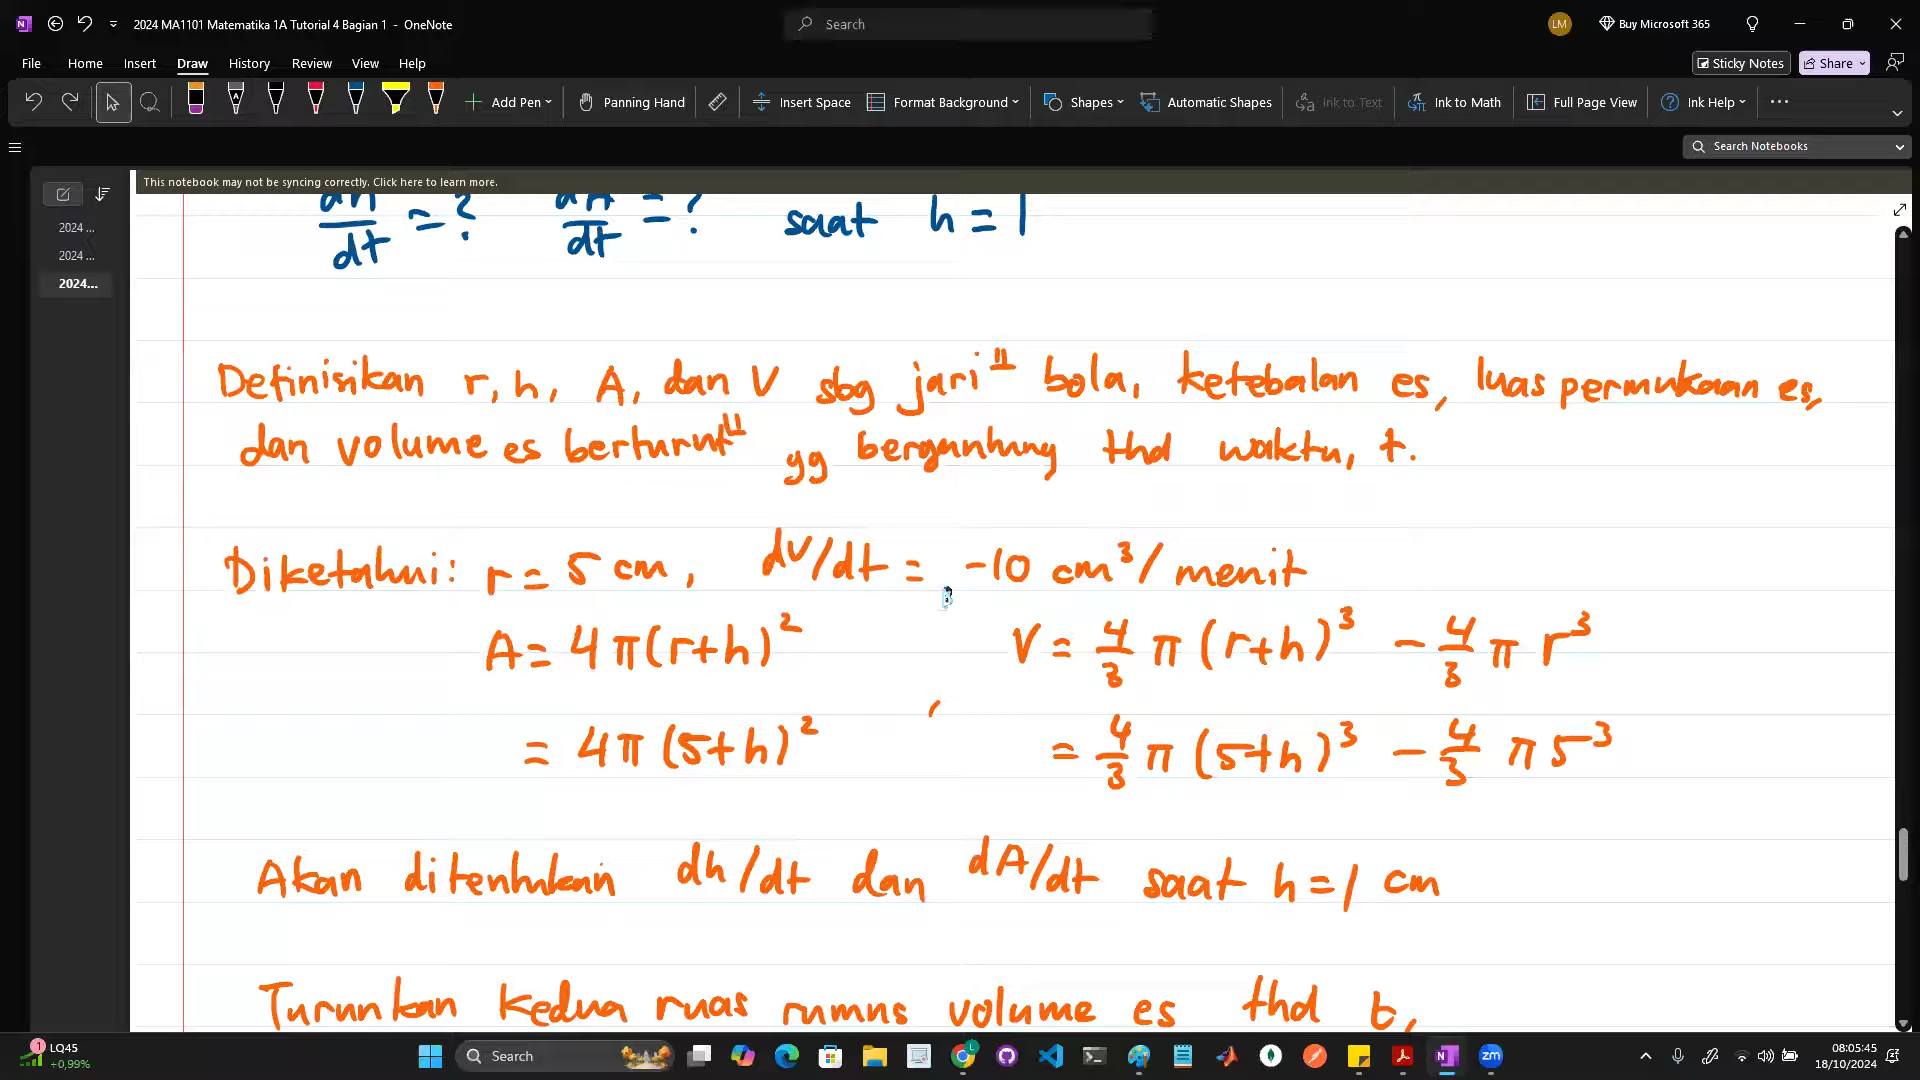 2024 MA1101 Matematika 1A Tutorial 4 Bagian 1 - OneNote
Search
LM
Buy Microsoft 365
File Home Insert Draw History Review View Help
Sticky Notes
Share
Add Pen
Panning Hand
Insert Space
Format Background
Shapes
Automatic Shapes
Ink to Text
Ink to Math
Full Page View
Ink Help
Search Notebooks
This notebook may not be syncing correctly. Click here to learn more.
2024 ...
2024 ...
2024...
dh/dt = ? dA/dt = ? saat h = 1
Definisikan r, h, A, dan V sbg jari" bola, ketebalan es, luas permukaan es,
dan volume es berturut" yg bergantung thd waktu, t.
Diketahui: r = 5 cm, dV/dt = -10 cm³/menit
A = 4π(r+h)² V = 4/3 π (r+h)³ - 4/3 π r³
,
= 4π(5+h)² = 4/3 π (5+h)³ - 4/3 π 5³
Akan ditentukan dh/dt dan dA/dt saat h = 1 cm
Turunkan kedua ruas rumus volume es thd t,
1
LQ45
+0,99%
Search
zm
08:05:45
18/10/2024